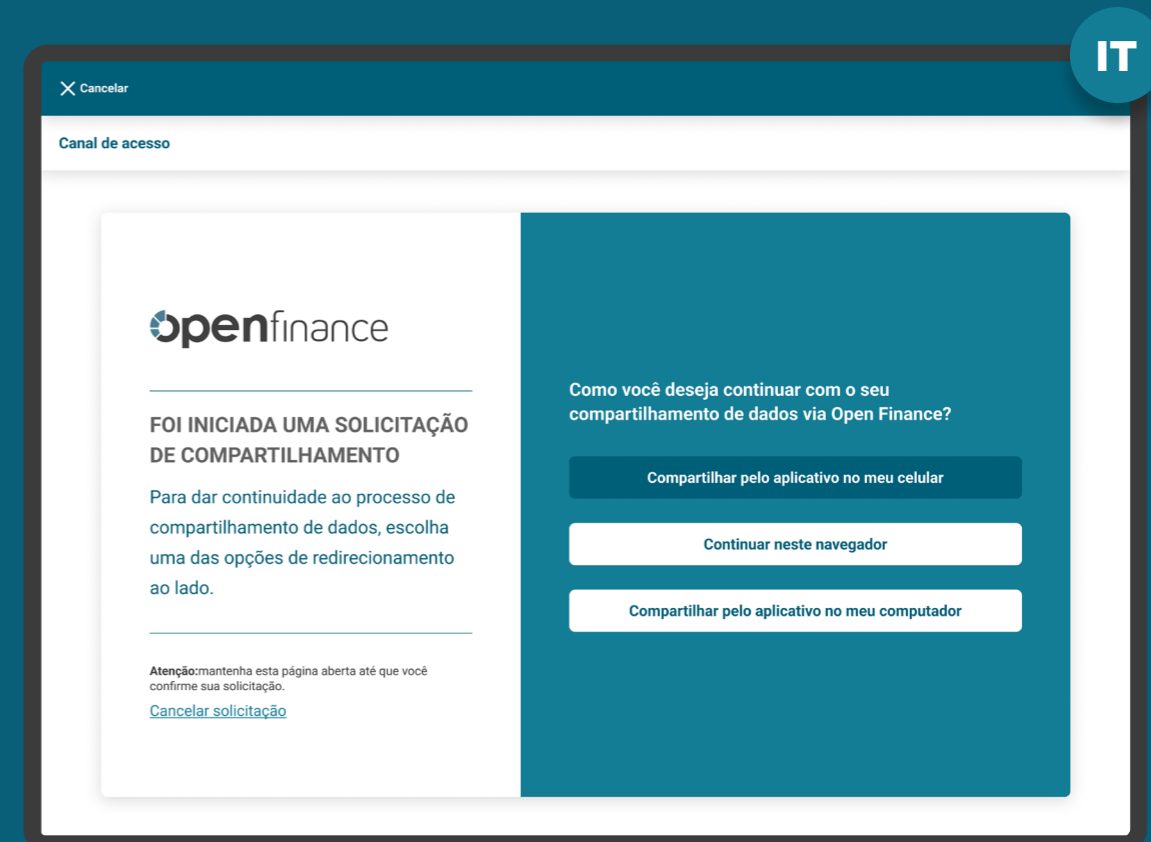 IT
Cancelar
Canal de acesso
openfinance
FOI INICIADA UMA SOLICITAÇÃO
DE COMPARTILHAMENTO
Para dar continuidade ao processo de
compartilhamento de dados, escolha
uma das opções de redirecionamento
ao lado.
Atenção:mantenha esta página aberta até que você
confirme sua solicitação.
Cancelar solicitação
Como você deseja continuar com o seu
compartilhamento de dados via Open Finance?
Compartilhar pelo aplicativo no meu celular
Continuar neste navegador
Compartilhar pelo aplicativo no meu computador